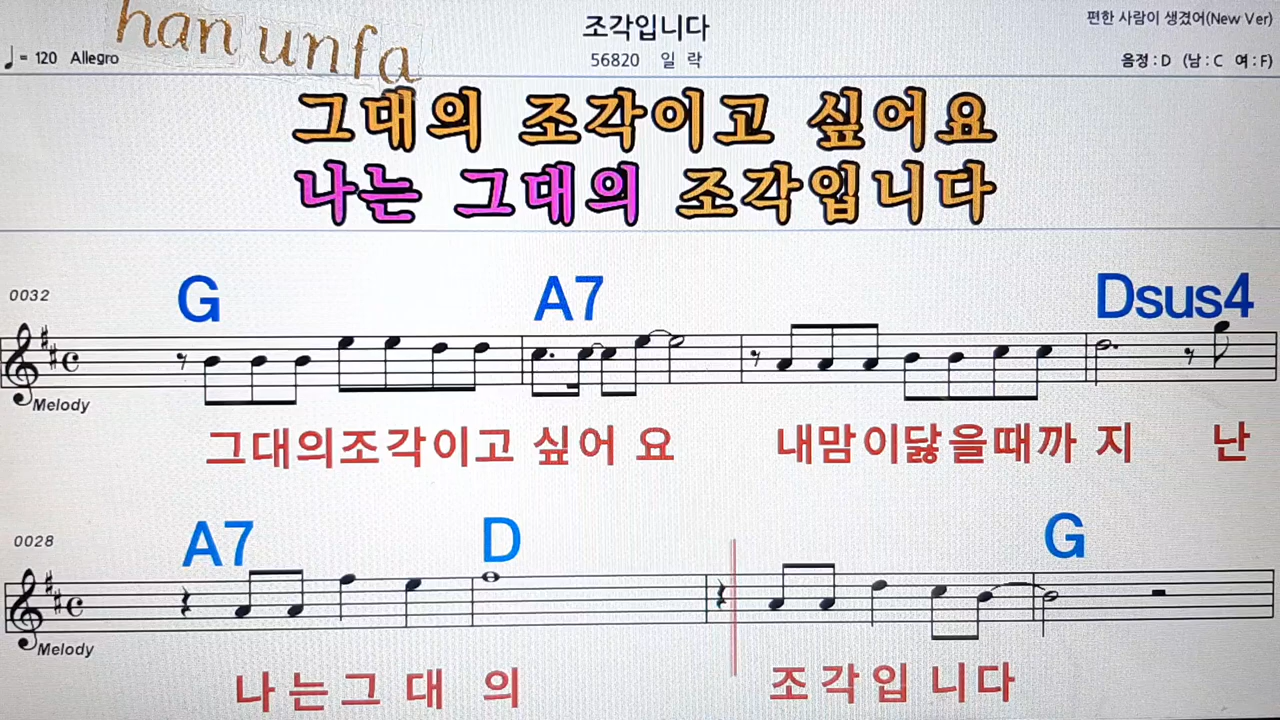 han unfa
조각입니다
편한 사람이 생겼어(New Ver)
♩ = 120 Allegro
56820 일 락
음정 : D (남 : C 여 : F)
그대의 조각이고 싶어요
나는 그대의 조각입니다
0032
G A7 Dsus4
Melody
그대의조각이고 싶어 요 내맘이닳을때까 지 난
0028
A7 D G
Melody
나 는그 대 의 조각입 니다